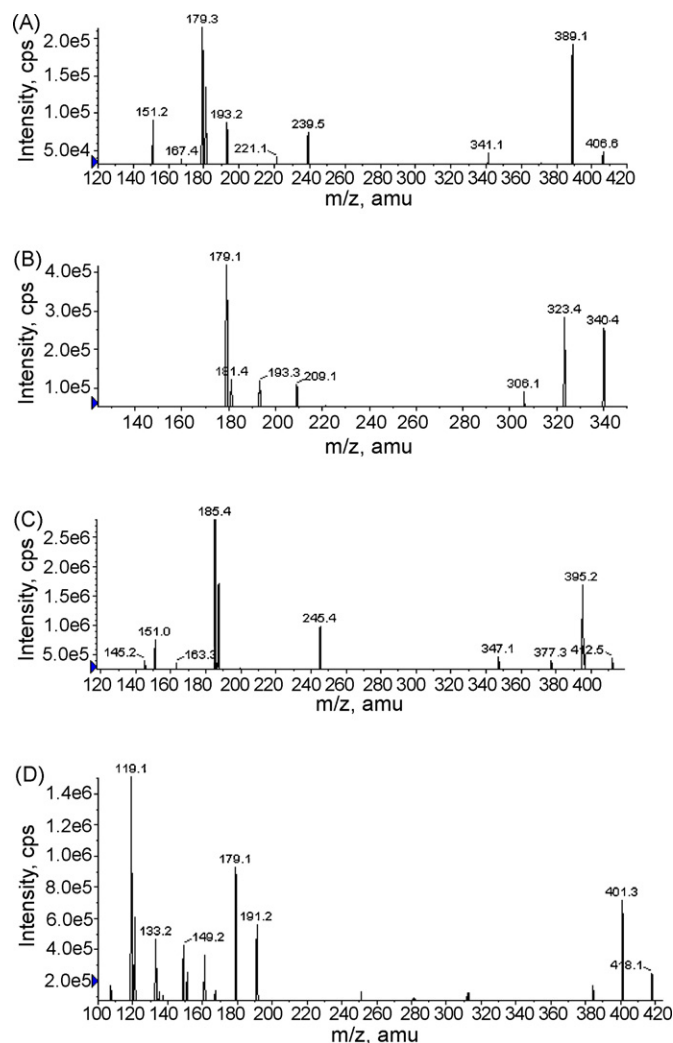 (A)
179.3
389.1
2.0e5
1.5e5
1.0e5
5.0e4
Intensity, cps
151.2
167.4
193.2
221.1
239.5
341.1
406.6
120 140 160 180 200 220 240 260 280 300 320 340 360 380 400 420
m/z, amu
(B)
179.1
4.0e5
3.0e5
2.0e5
1.0e5
Intensity, cps
181.4
193.3
209.1
306.1
323.4
340.4
140 160 180 200 220 240 260 280 300 320 340
m/z, amu
(C)
185.4
2.5e6
2.0e6
1.5e6
1.0e6
5.0e5
Intensity, cps
145.2
151.0
163.3
245.4
347.1
377.3
395.2
412.5
120 140 160 180 200 220 240 260 280 300 320 340 360 380 400
m/z, amu
(D)
119.1
1.4e6
1.2e6
1.0e6
8.0e5
6.0e5
4.0e5
2.0e5
Intensity, cps
133.2
149.2
179.1
191.2
401.3
418.1
100 120 140 160 180 200 220 240 260 280 300 320 340 360 380 400 420
m/z, amu